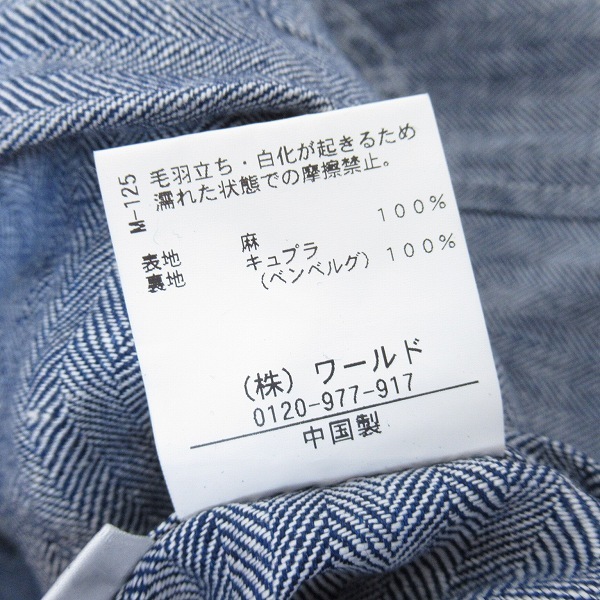 M-125
毛羽立ち・白化が起きるため
濡れた状態での摩擦禁止。
表地 麻 100%
裏地 キュプラ
(ベンベルグ) 100%
(株) ワールド
0120-977-917
中国製